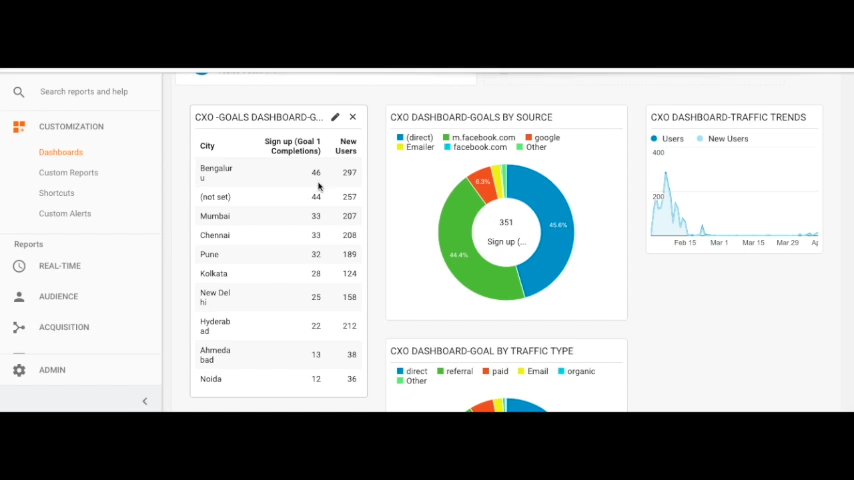 Search reports and help
CUSTOMIZATION
Dashboards
Custom Reports
Shortcuts
Custom Alerts
Reports
REAL-TIME
AUDIENCE
ACQUISITION
ADMIN
CXO -GOALS DASHBOARD-G...
City Sign up (Goal 1 Completions) New Users
Bengalur
u 46 297
(not set) 44 257
Mumbai 33 207
Chennai 33 208
Pune 32 189
Kolkata 28 124
New Del
hi 25 158
Hyderab
ad 22 212
Ahmeda
bad 13 38
Noida 12 36
CXO DASHBOARD-GOALS BY SOURCE
(direct) m.facebook.com google
Emailer facebook.com Other
8.3%
351
Sign up (...
45.6%
44.4%
CXO DASHBOARD-GOAL BY TRAFFIC TYPE
direct referral paid Email organic
Other
CXO DASHBOARD-TRAFFIC TRENDS
Users New Users
400
200
Feb 15 Mar 1 Mar 15 Mar 29 Ap